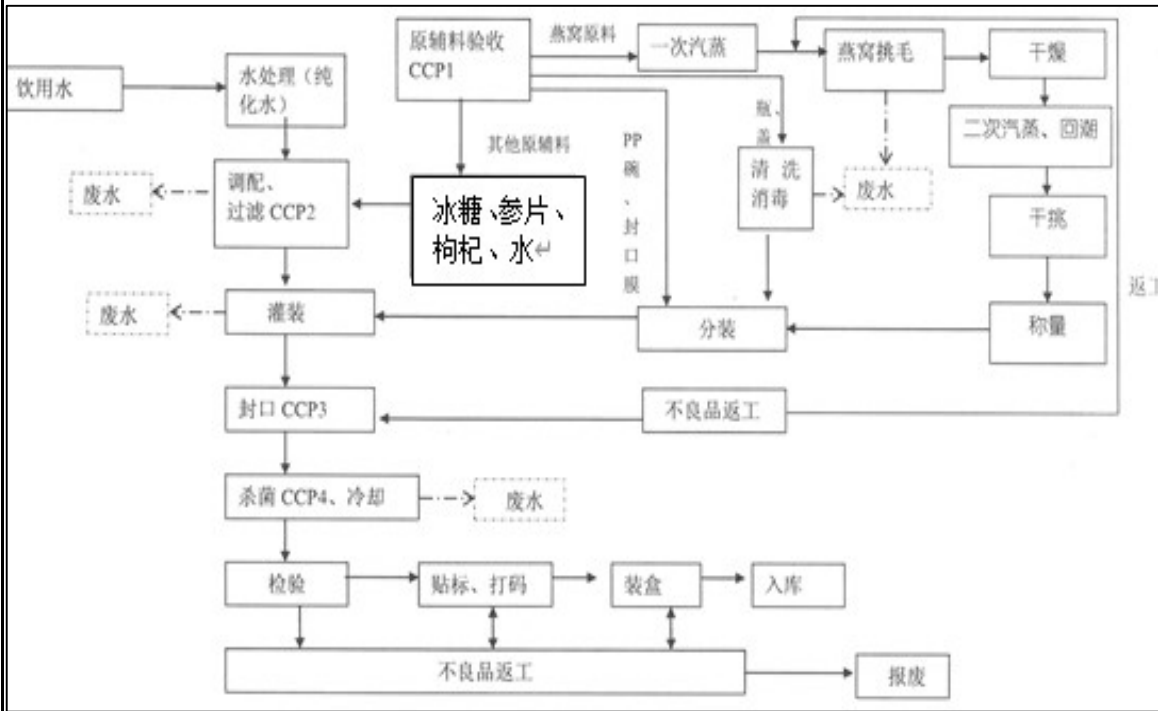 原辅料验收
CCP1
燕窝原料
一次汽蒸
燕窝挑毛
干燥
饮用水
水处理（纯
化水）
二次汽蒸、回潮
其他原辅料
PP
碗
、
封
口
膜
瓶、
盖
清 洗
消毒
废水
废水
调配、
过滤 CCP2
冰糖、参片、
枸杞、水↵
干挑
返工
废水
灌装
分装
称量
封口 CCP3
不良品返工
杀菌 CCP4、冷却
废水
检验
贴标、打码
装盒
入库
不良品返工
报废